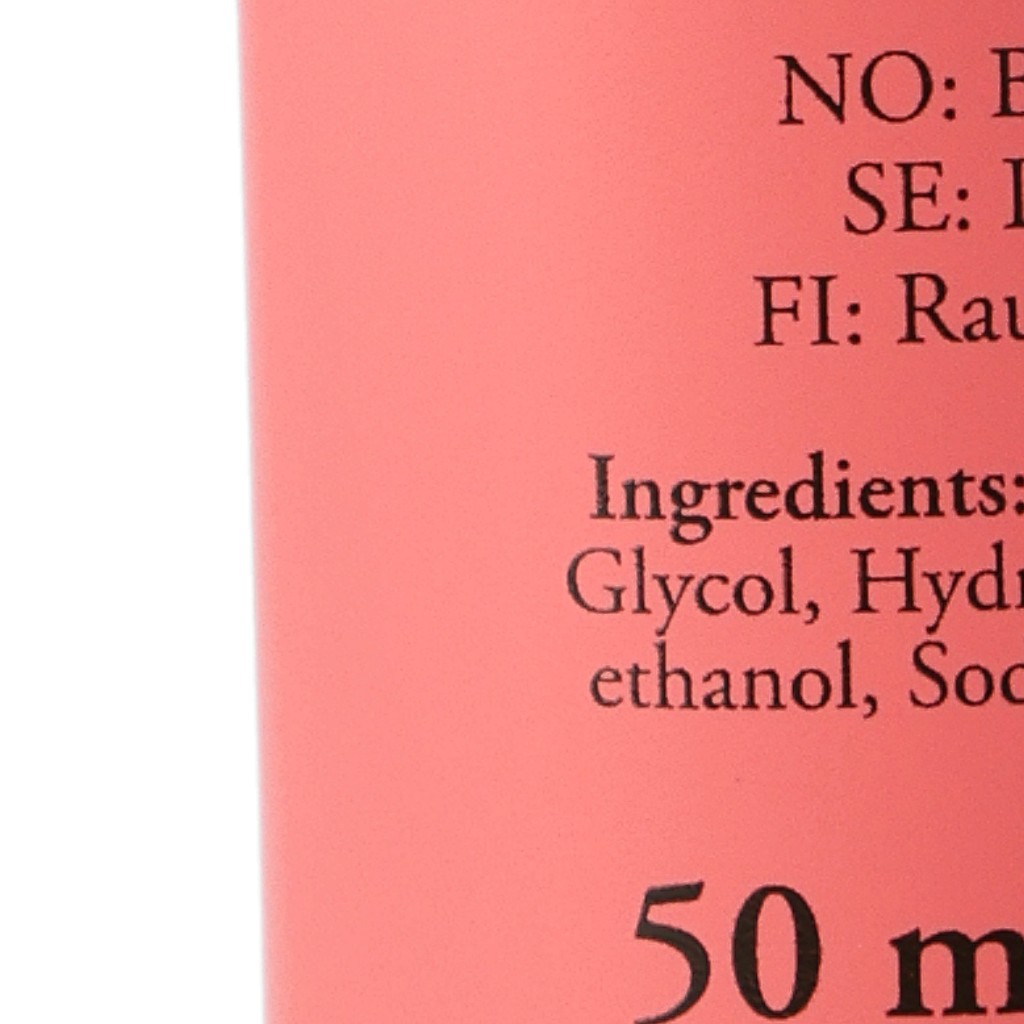 NO:
SE:
FI:
Ingredients:
Glycol,
ethanol,
50